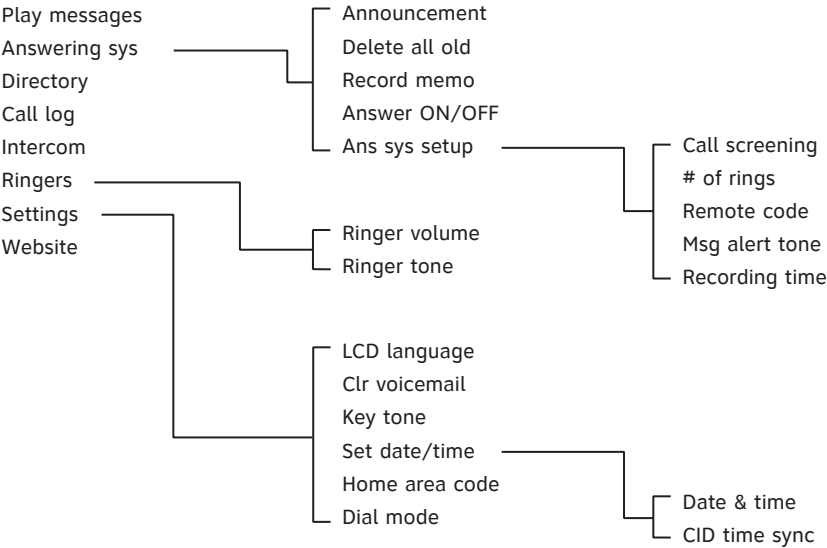 Play messages
Answering sys
Directory
Call log
Intercom
Ringers
Settings
Website
Announcement
Delete all old
Record memo
Answer ON/OFF
Ans sys setup
Ringer volume
Ringer tone
LCD language
Clr voicemail
Key tone
Set date/time
Home area code
Dial mode
Call screening
# of rings
Remote code
Msg alert tone
Recording time
Date & time
CID time sync